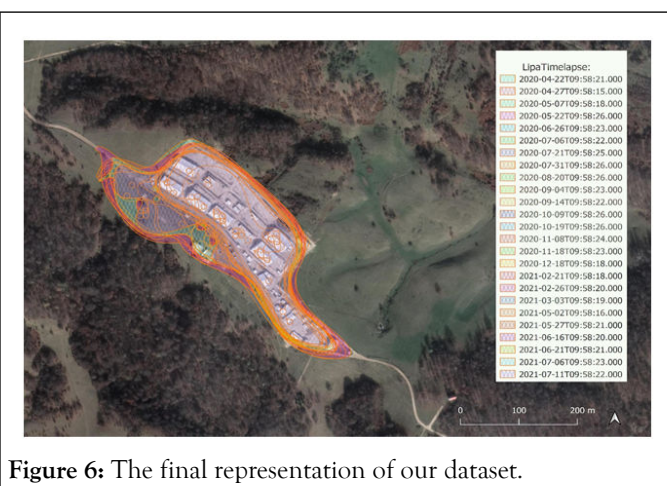 LipaTimelapse:
2020-04-22T09:58:21.000
2020-04-27T09:58:15.000
2020-05-07T09:58:18.000
2020-05-22T09:58:26.000
2020-06-26T09:58:23.000
2020-07-06T09:58:22.000
2020-07-21T09:58:25.000
2020-07-31T09:58:26.000
2020-08-20T09:58:26.000
2020-09-04T09:58:23.000
2020-09-14T09:58:22.000
2020-10-09T09:58:26.000
2020-10-19T09:58:26.000
2020-11-08T09:58:24.000
2020-11-18T09:58:23.000
2020-12-18T09:58:18.000
2021-02-21T09:58:18.000
2021-02-26T09:58:20.000
2021-03-03T09:58:19.000
2021-05-02T09:58:16.000
2021-05-27T09:58:21.000
2021-06-16T09:58:20.000
2021-06-21T09:58:21.000
2021-07-06T09:58:23.000
2021-07-11T09:58:22.000
0 100 200 m
Figure 6: The final representation of our dataset.